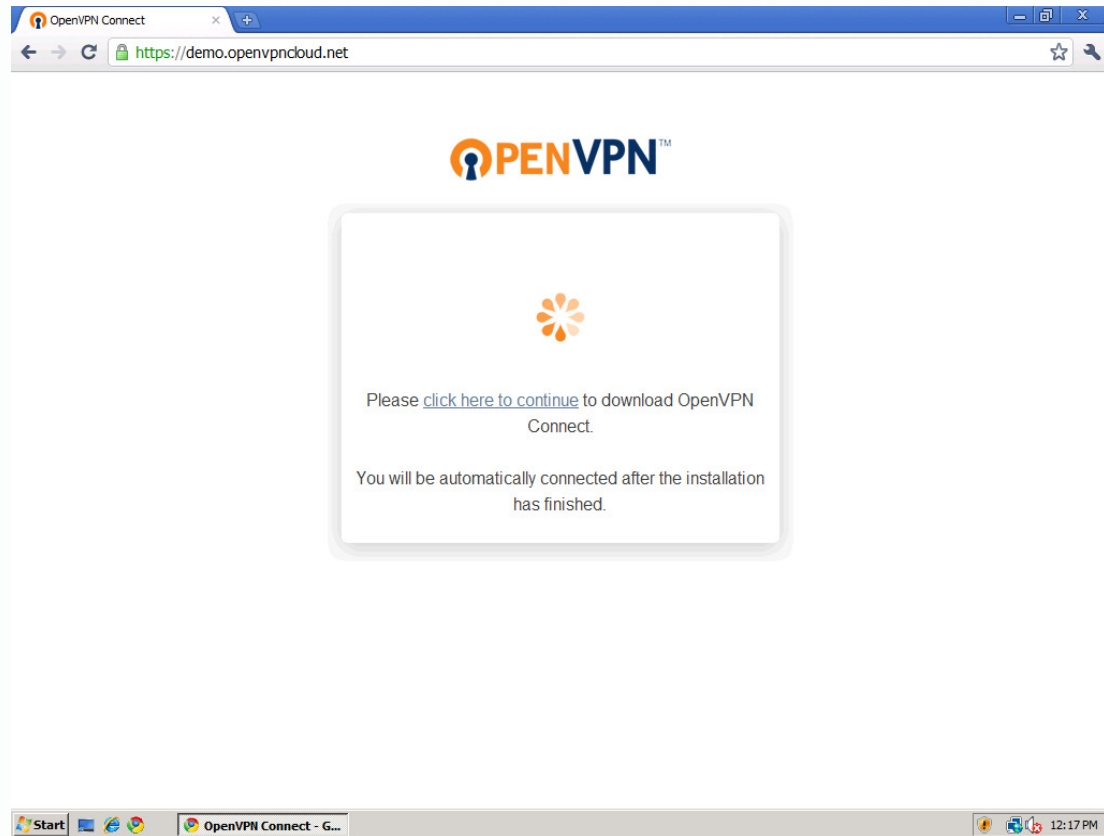 OpenVPN Connect
https://demo.openvpncloud.net
OPENVPN™
Please click here to continue to download OpenVPN
Connect.
You will be automatically connected after the installation
has finished.
Start
OpenVPN Connect - G...
12:17 PM